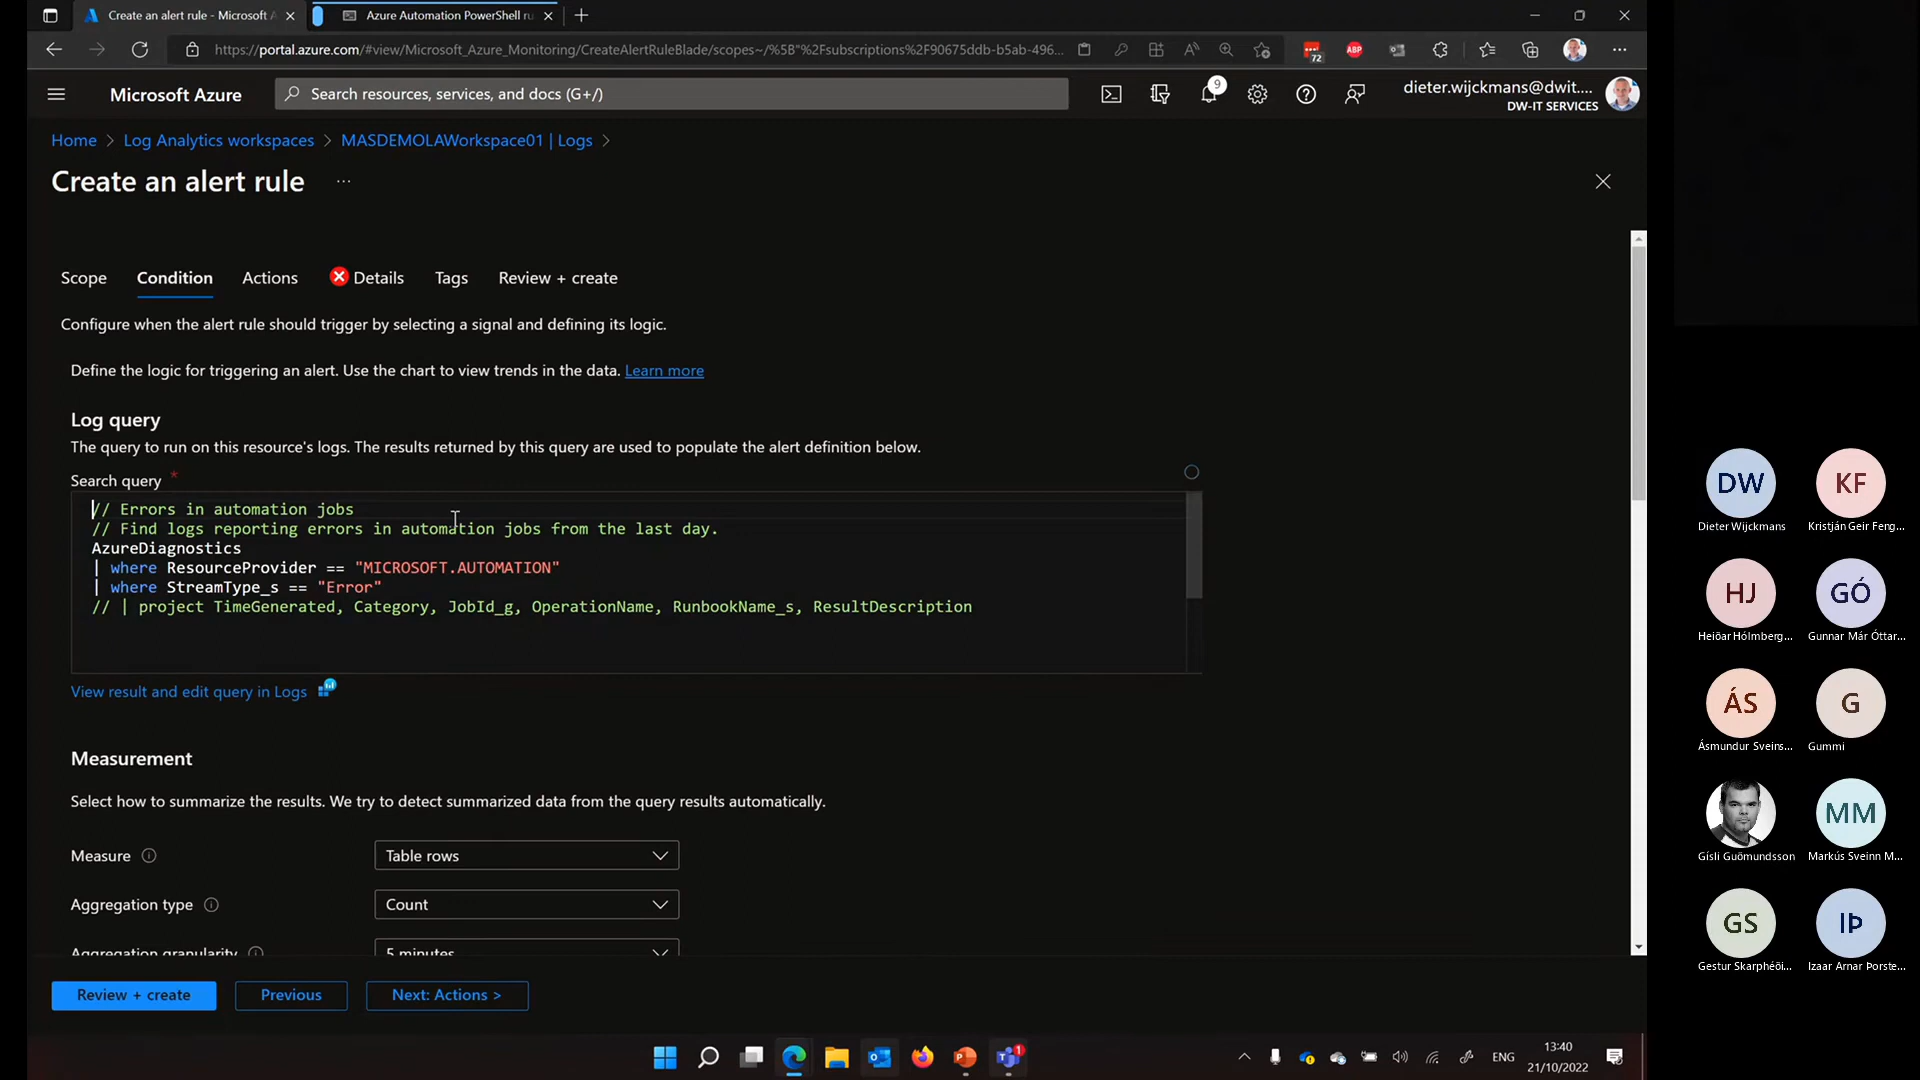 Create an alert rule - Microsoft A
Azure Automation PowerShell ru
https://portal.azure.com/#view/Microsoft_Azure_Monitoring/CreateAlertRuleBlade/scopes~/%5B"%2Fsubscriptions%2F90675ddb-b5ab-496...
72
ABP
Microsoft Azure
Search resources, services, and docs (G+/)
9
dieter.wijckmans@dwit....
DW-IT SERVICES
Home > Log Analytics workspaces > MASDEMOLAWorkspace01 | Logs >
Create an alert rule ...
Scope
Condition
Actions
Details
Tags
Review + create
Configure when the alert rule should trigger by selecting a signal and defining its logic.
Define the logic for triggering an alert. Use the chart to view trends in the data. Learn more
Log query
The query to run on this resource's logs. The results returned by this query are used to populate the alert definition below.
Search query *
// Errors in automation jobs
// Find logs reporting errors in automation jobs from the last day.
AzureDiagnostics
| where ResourceProvider == "MICROSOFT.AUTOMATION"
| where StreamType_s == "Error"
// | project TimeGenerated, Category, JobId_g, OperationName, RunbookName_s, ResultDescription
View result and edit query in Logs
Measurement
Select how to summarize the results. We try to detect summarized data from the query results automatically.
Measure
Table rows
Aggregation type
Count
Aggregation granularity
5 minutes
Review + create
Previous
Next: Actions >
DW
Dieter Wijckmans
KF
Kristján Geir Feng...
HJ
Heiðar Hólmberg...
GÓ
Gunnar Már Óttar...
ÁS
Ásmundur Sveins...
G
Gummi
Gísli Guðmundsson
MM
Markús Sveinn M...
GS
Gestur Skarphéði...
IÞ
Izaar Arnar Þorste...
1
ENG
13:40
21/10/2022